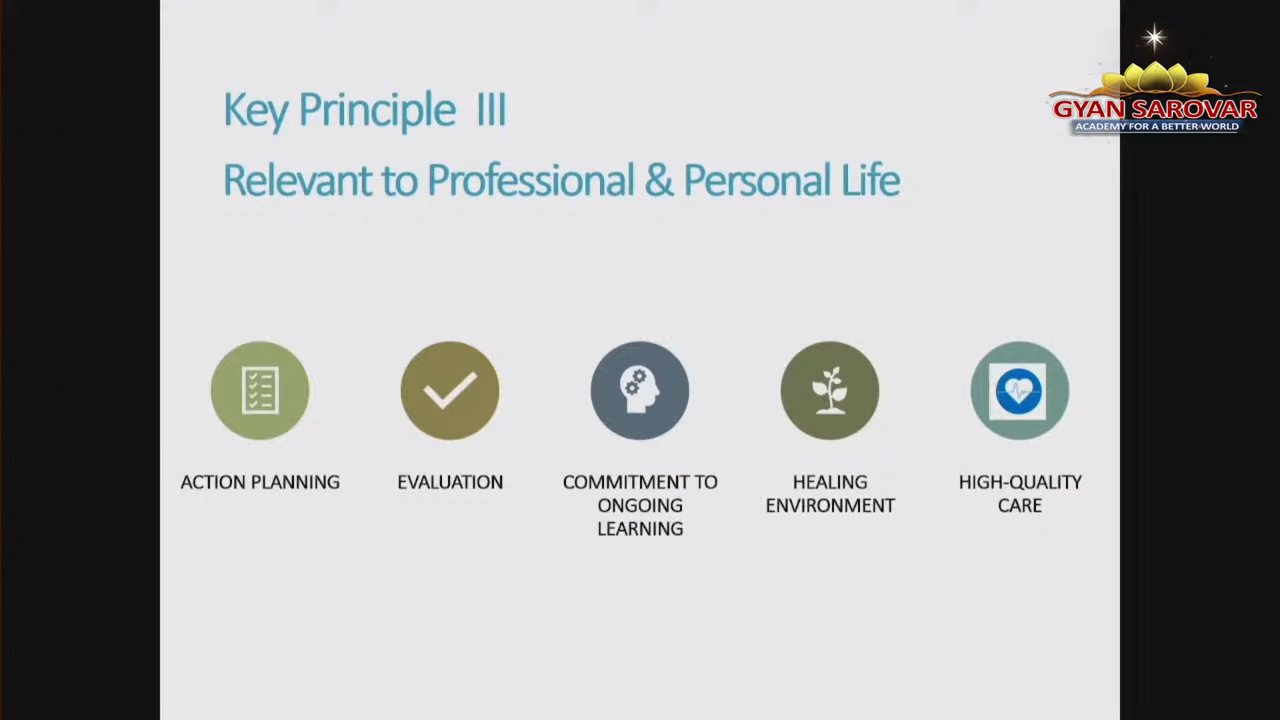 Key Principle III
Relevant to Professional & Personal Life
GYAN SAROVAR
ACADEMY FOR A BETTER-WORLD
ACTION PLANNING
EVALUATION
COMMITMENT TO
ONGOING
LEARNING
HEALING
ENVIRONMENT
HIGH-QUALITY
CARE